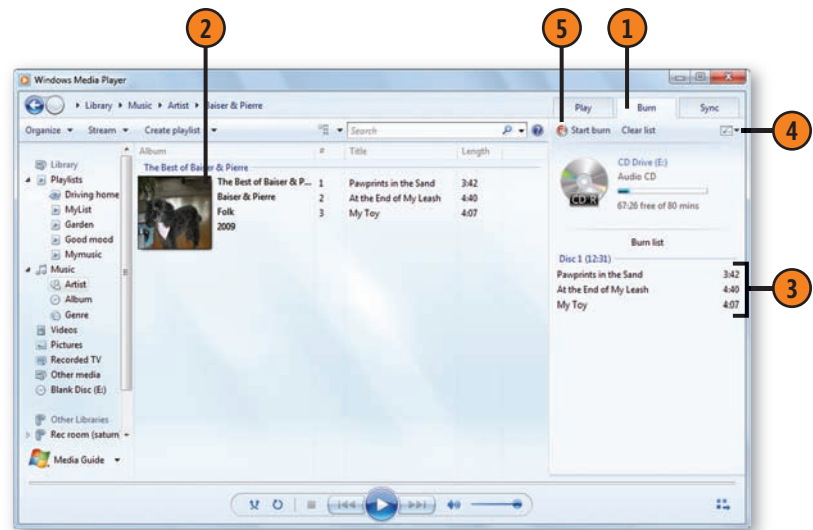 2
5
1
Windows Media Player
Library ▸ Music ▸ Artist ▸ Baiser & Pierre
Play
Burn
Sync
Organize
Stream
Create playlist
Search
Start burn
Clear list
4
Album
#
Title
Length
Library
Playlists
Driving home
MyList
Garden
Good mood
Mymusic
Music
Artist
Album
Genre
Videos
Pictures
Recorded TV
Other media
Blank Disc (E:)
Other Libraries
Rec room (saturn
Media Guide
The Best of Baiser & Pierre
The Best of Baiser & P...
Baiser & Pierre
Folk
2009
1 Pawprints in the Sand 3:42
2 At the End of My Leash 4:40
3 My Toy 4:07
CD Drive (E:)
Audio CD
CD R
67:26 free of 80 mins
Burn list
Disc 1 (12:31)
Pawprints in the Sand 3:42
At the End of My Leash 4:40
My Toy 4:07
3